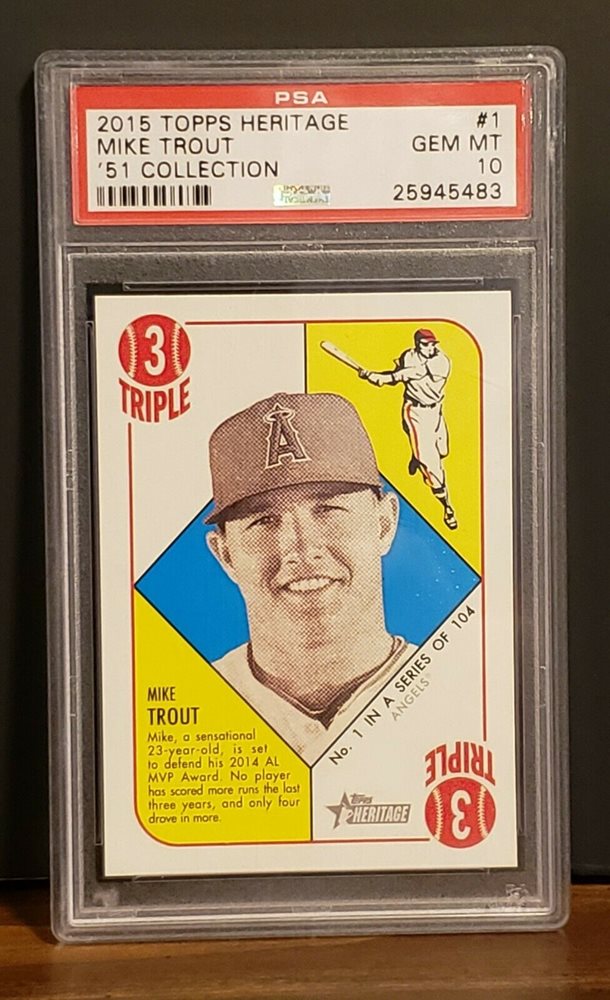 PSA
2015 TOPPS HERITAGE #1
MIKE TROUT GEM MT
'51 COLLECTION 10
25945483
3
TRIPLE
A
MIKE
TROUT
Mike, a sensational
23-year-old, is set
to defend his 2014 AL
MVP Award. No player
has scored more runs the last
three years, and only four
drove in more.
No. 1 IN A SERIES OF 104
ANGELS®
Topps
HERITAGE
TRIPLE
3